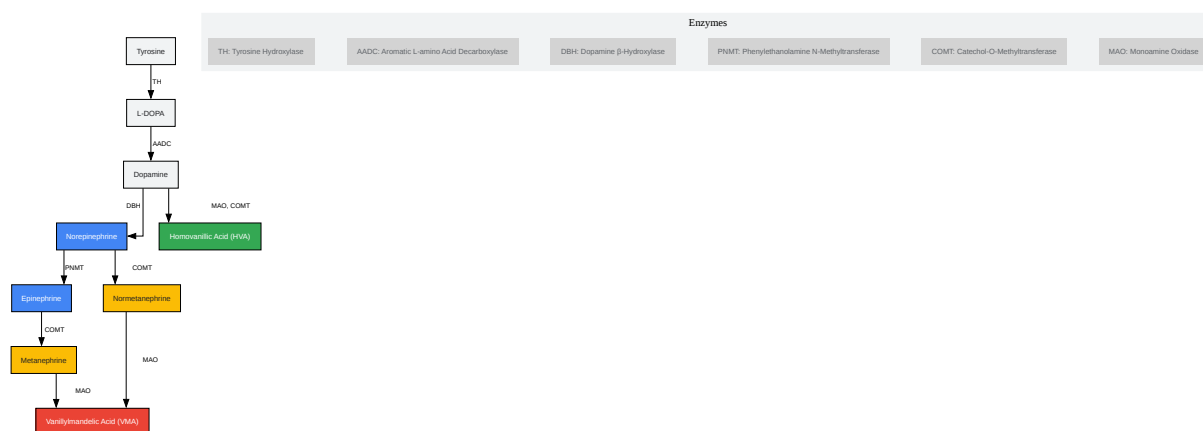 Enzymes
TH: Tyrosine Hydroxylase
AADC: Aromatic L-amino Acid Decarboxylase
DBH: Dopamine β-Hydroxylase
PNMT: Phenylethanolamine N-Methyltransferase
COMT: Catechol-O-Methyltransferase
MAO: Monoamine Oxidase
Tyrosine
TH
L-DOPA
AADC
Dopamine
DBH
MAO, COMT
Norepinephrine
Homovanillic Acid (HVA)
PNMT
COMT
Epinephrine
Normetanephrine
COMT
Metanephrine
MAO
MAO
Vanillylmandelic Acid (VMA)